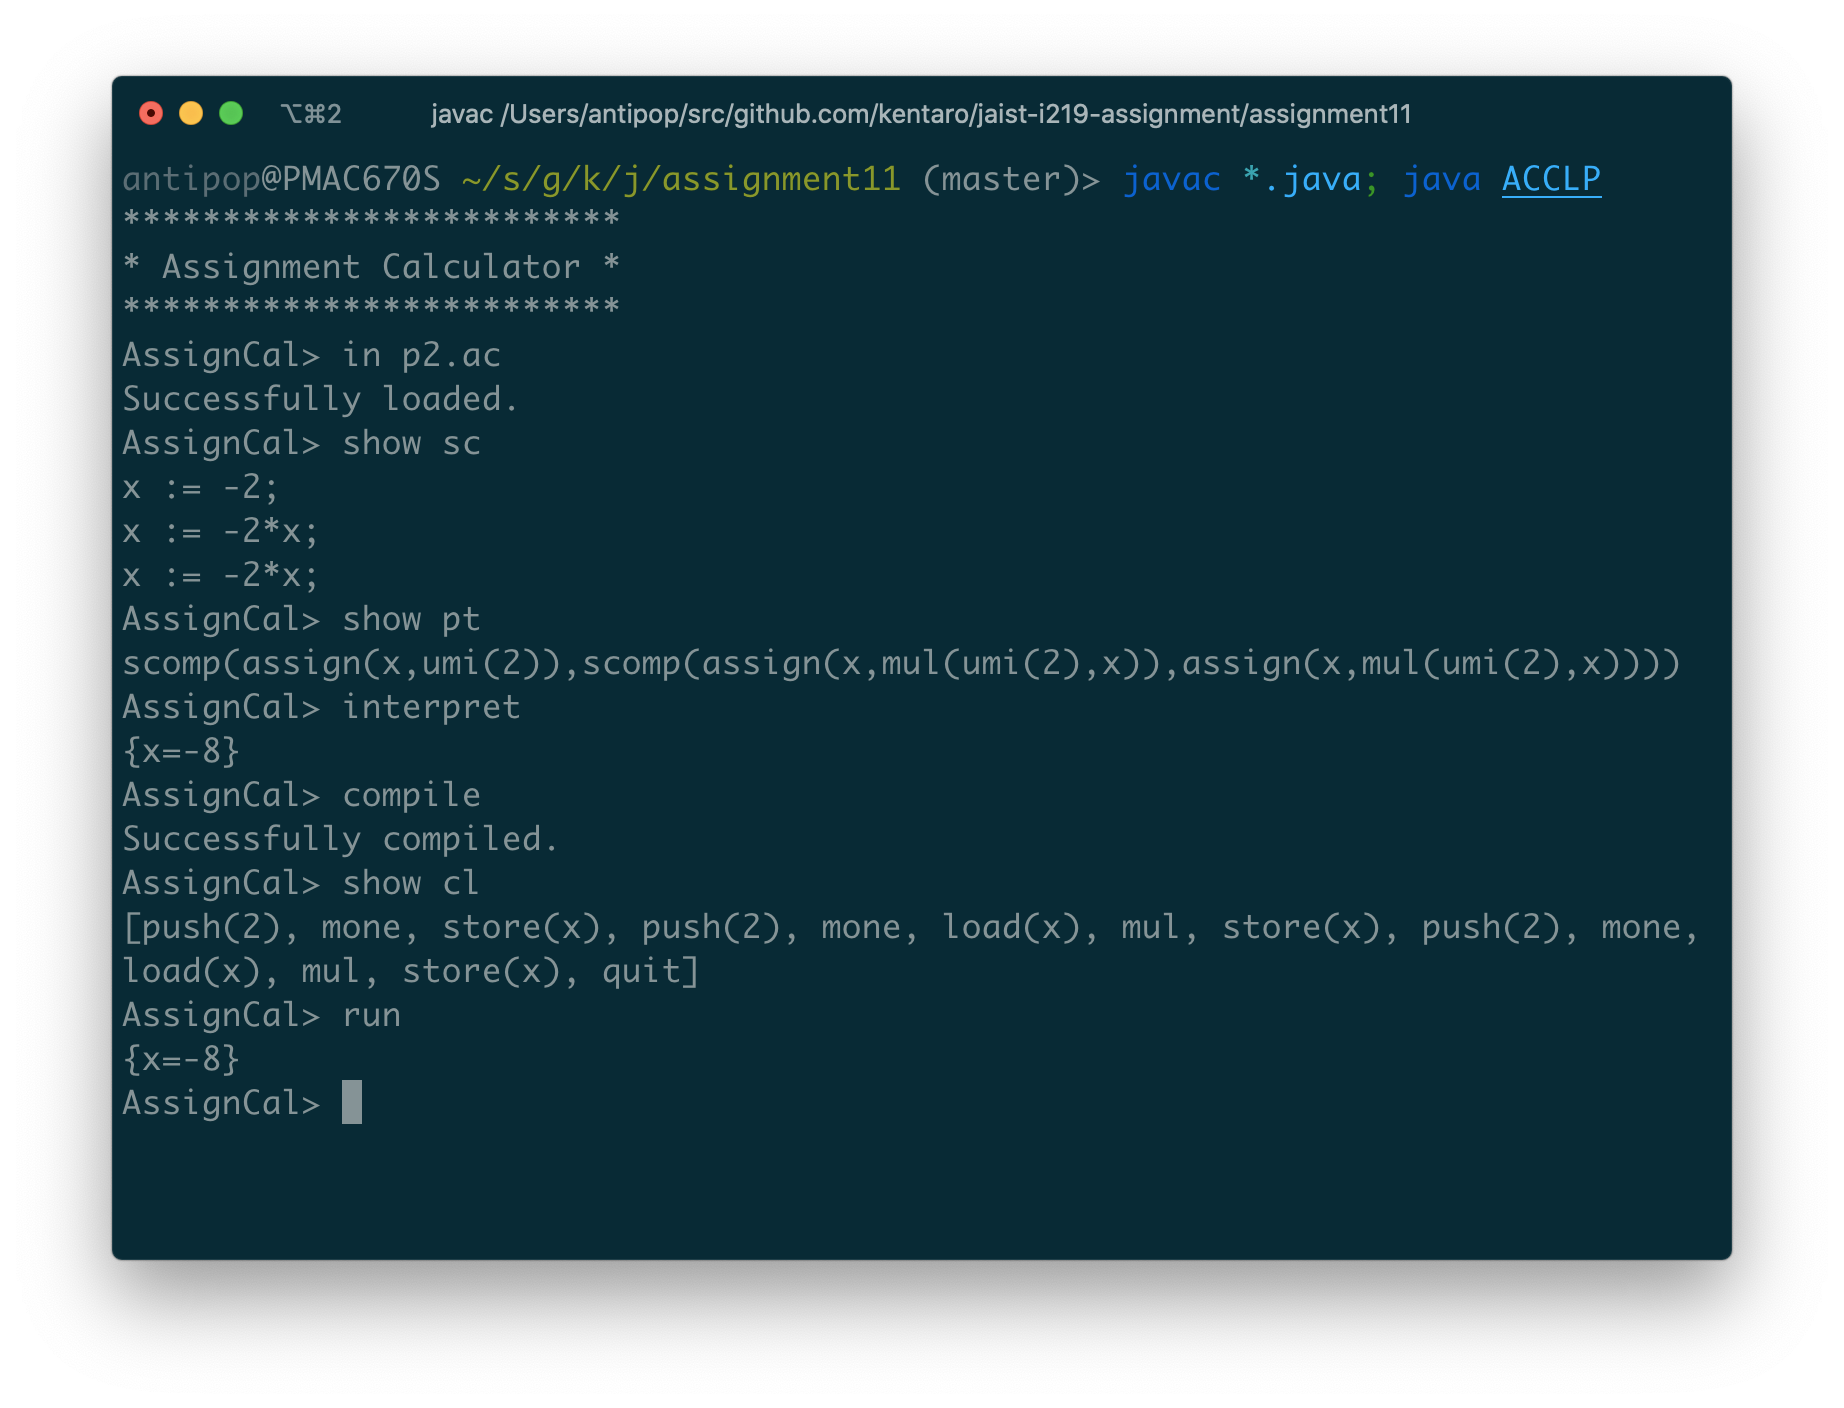 ⌥⌘2 javac /Users/antipop/src/github.com/kentaro/jaist-i219-assignment/assignment11
antipop@PMAC670S ~/s/g/k/j/assignment11 (master)> javac *.java; java ACCLP
*************************
* Assignment Calculator *
*************************
AssignCal> in p2.ac
Successfully loaded.
AssignCal> show sc
x := -2;
x := -2*x;
x := -2*x;
AssignCal> show pt
scomp(assign(x,umi(2)),scomp(assign(x,mul(umi(2),x)),assign(x,mul(umi(2),x))))
AssignCal> interpret
{x=-8}
AssignCal> compile
Successfully compiled.
AssignCal> show cl
[push(2), mone, store(x), push(2), mone, load(x), mul, store(x), push(2), mone,
load(x), mul, store(x), quit]
AssignCal> run
{x=-8}
AssignCal>